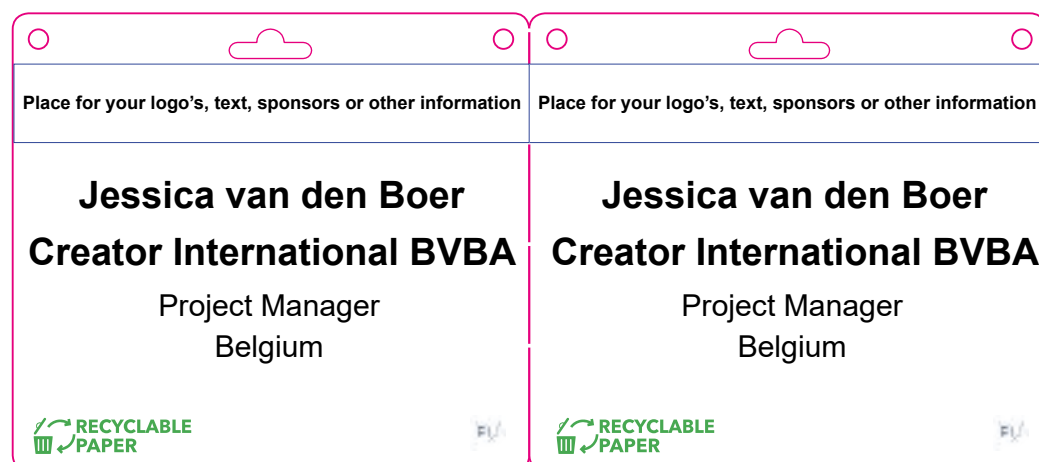 Place for your logo's, text, sponsors or other information
Jessica van den Boer
Creator International BVBA
Project Manager
Belgium
RECYCLABLE
PAPER
Place for your logo's, text, sponsors or other information
Jessica van den Boer
Creator International BVBA
Project Manager
Belgium
RECYCLABLE
PAPER